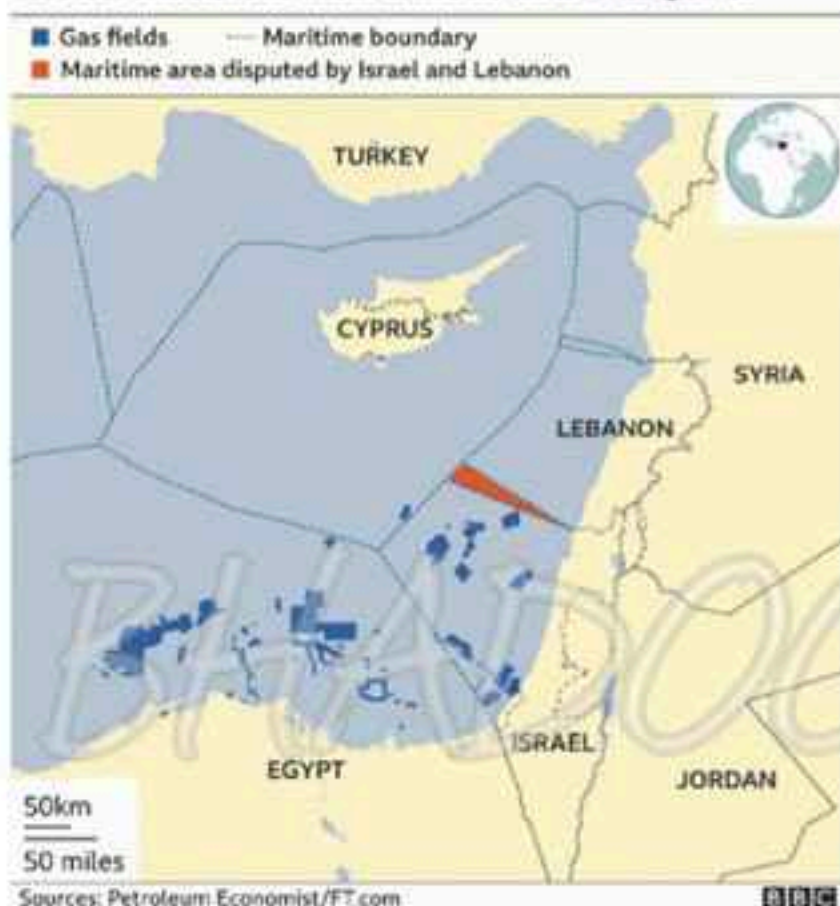 Gas fields Maritime boundary
Maritime area disputed by Israel and Lebanon
TURKEY
CYPRUS
SYRIA
LEBANON
ISRAEL
EGYPT
JORDAN
50km
50 miles
Sources: Petroleum Economist/FT.com
BBC